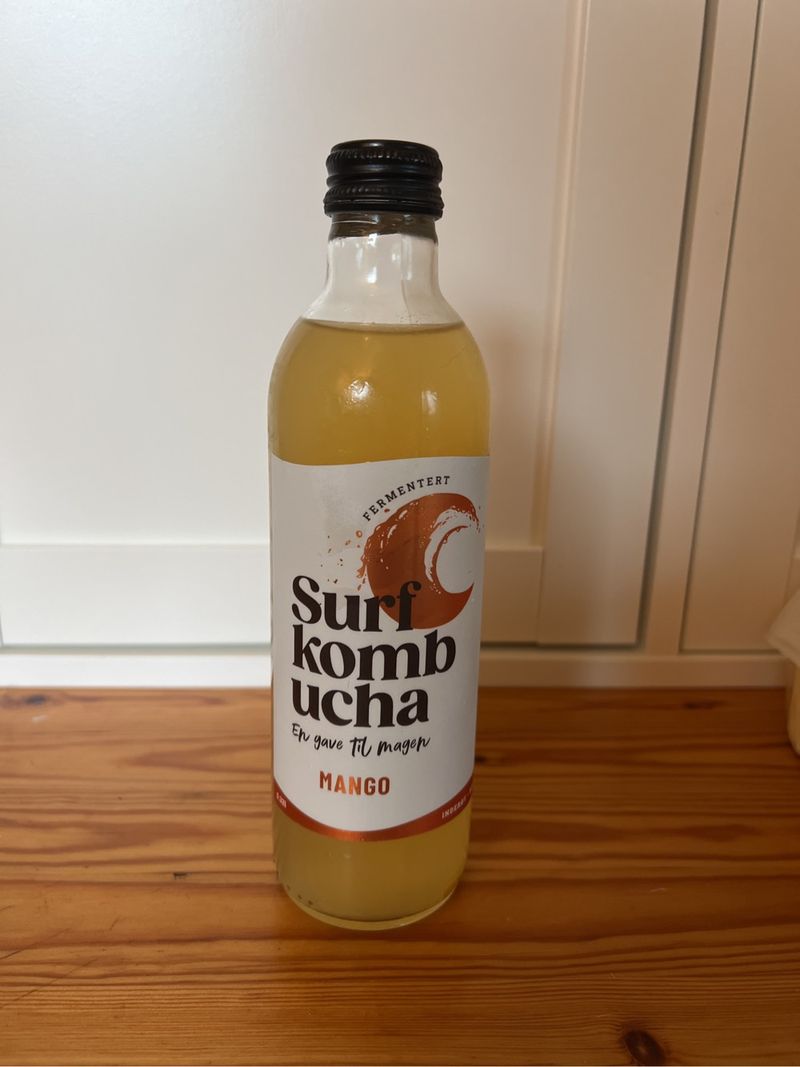 FERMENTERT
Surf
komb
ucha
En gave til magen
MANGO